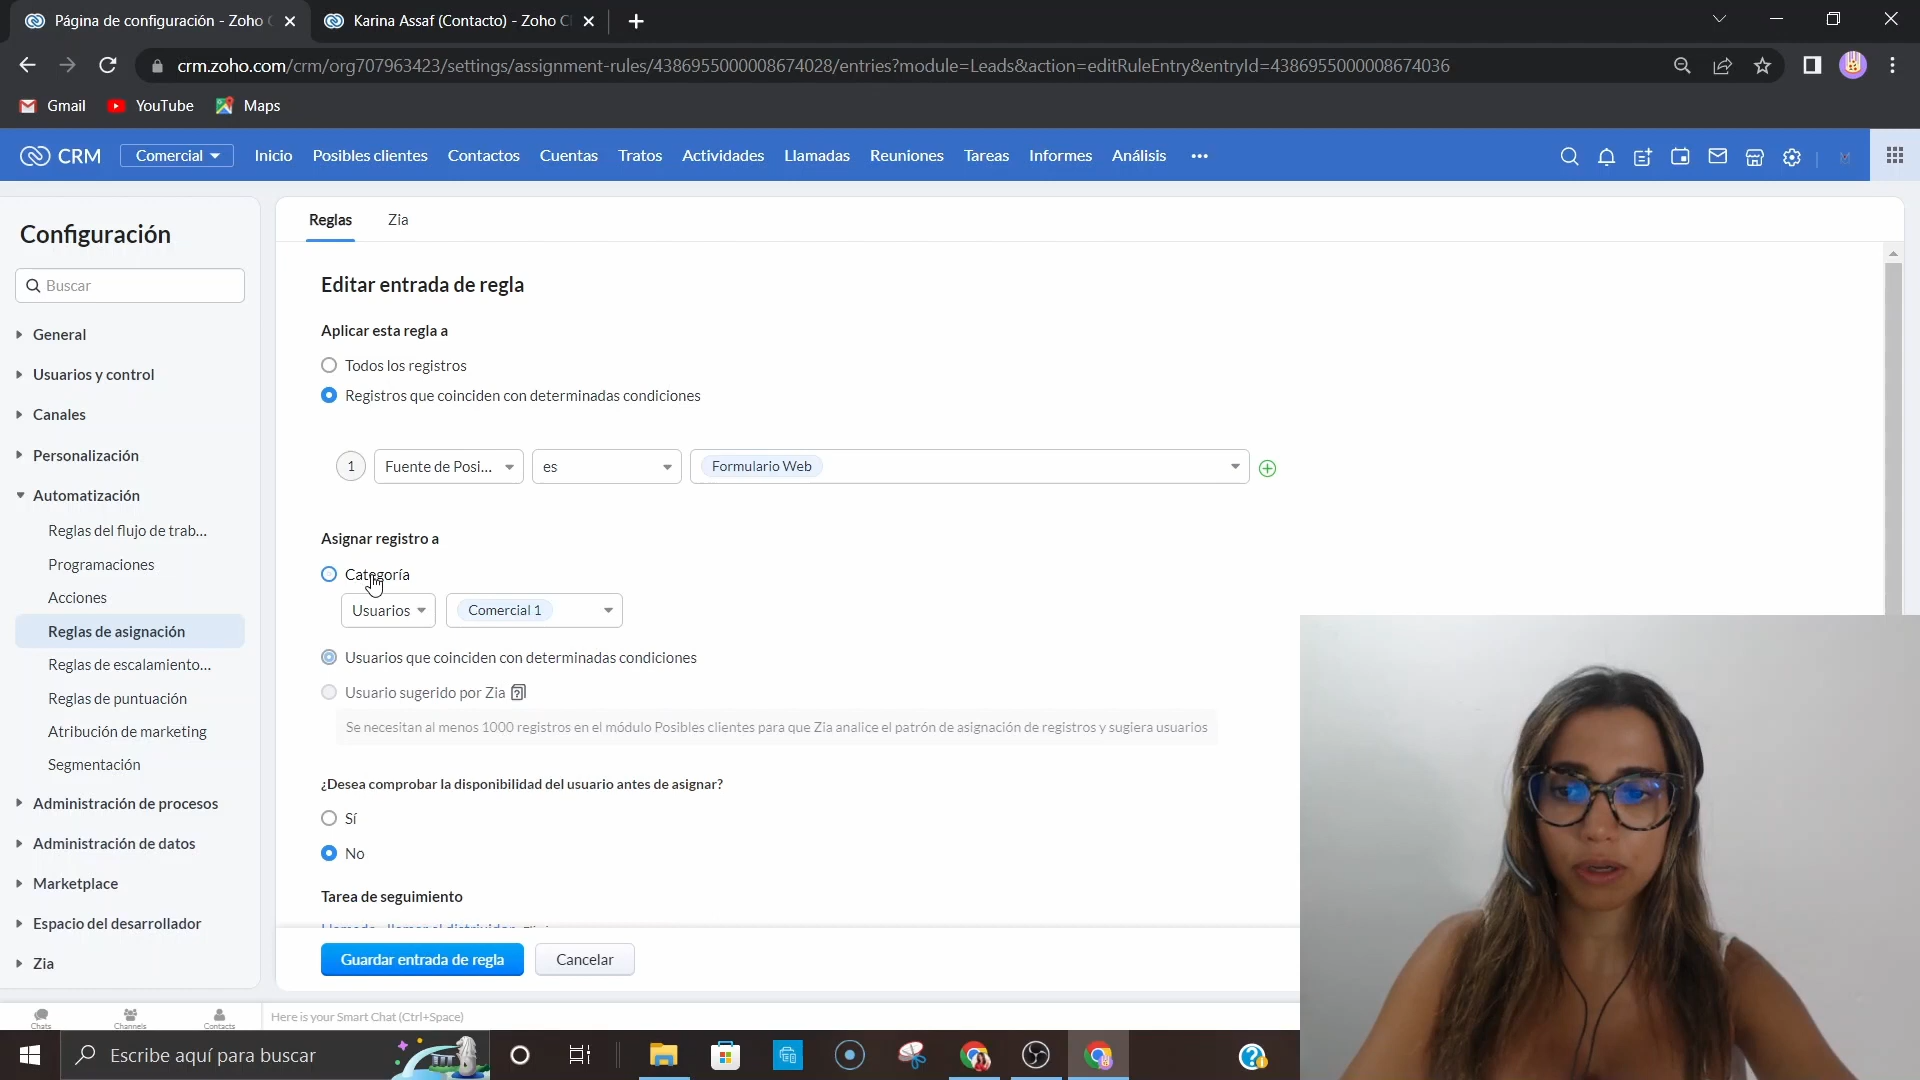 Página de configuración - Zoho
Karina Assaf (Contacto) - Zoho C
crm.zoho.com/crm/org707963423/settings/assignment-rules/4386955000008674028/entries?module=Leads&action=editRuleEntry&entryId=4386955000008674036
Gmail
YouTube
Maps
CRM
Comercial
Inicio
Posibles clientes
Contactos
Cuentas
Tratos
Actividades
Llamadas
Reuniones
Tareas
Informes
Análisis
Configuración
Buscar
General
Usuarios y control
Canales
Personalización
Automatización
Reglas del flujo de trab...
Programaciones
Acciones
Reglas de asignación
Reglas de escalamiento...
Reglas de puntuación
Atribución de marketing
Segmentación
Administración de procesos
Administración de datos
Marketplace
Espacio del desarrollador
Zia
Reglas
Zia
Editar entrada de regla
Aplicar esta regla a
Todos los registros
Registros que coinciden con determinadas condiciones
1
Fuente de Posi...
es
Formulario Web
Asignar registro a
Categoría
Usuarios
Comercial 1
Usuarios que coinciden con determinadas condiciones
Usuario sugerido por Zia
Se necesitan al menos 1000 registros en el módulo Posibles clientes para que Zia analice el patrón de asignación de registros y sugiera usuarios
¿Desea comprobar la disponibilidad del usuario antes de asignar?
Sí
No
Tarea de seguimiento
Guardar entrada de regla
Cancelar
Chats
Channels
Contacts
Here is your Smart Chat (Ctrl+Space)
Escribe aquí para buscar